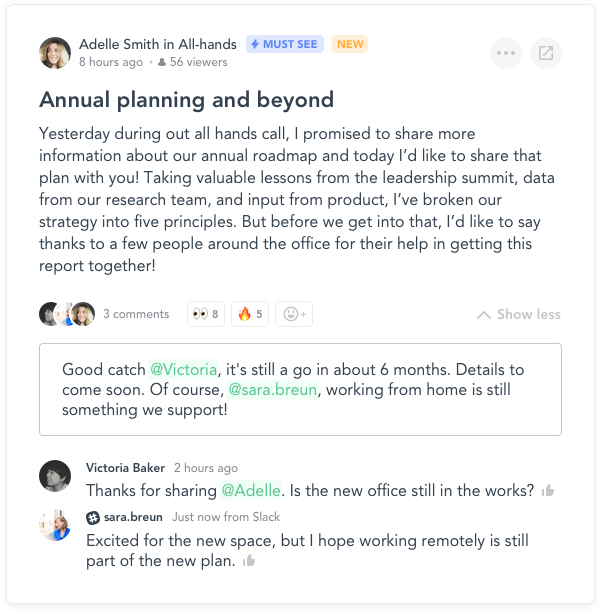 Adelle Smith in All-hands MUST SEE NEW
8 hours ago • 56 viewers
Annual planning and beyond
Yesterday during out all hands call, I promised to share more
information about our annual roadmap and today I’d like to share that
plan with you! Taking valuable lessons from the leadership summit, data
from our research team, and input from product, I’ve broken our
strategy into five principles. But before we get into that, I’d like to say
thanks to a few people around the office for their help in getting this
report together!
3 comments 8 5 + Show less
Good catch @Victoria, it's still a go in about 6 months. Details to
come soon. Of course, @sara.breun, working from home is still
something we support!
Victoria Baker 2 hours ago
Thanks for sharing @Adelle. Is the new office still in the works?
sara.breun Just now from Slack
Excited for the new space, but I hope working remotely is still
part of the new plan.